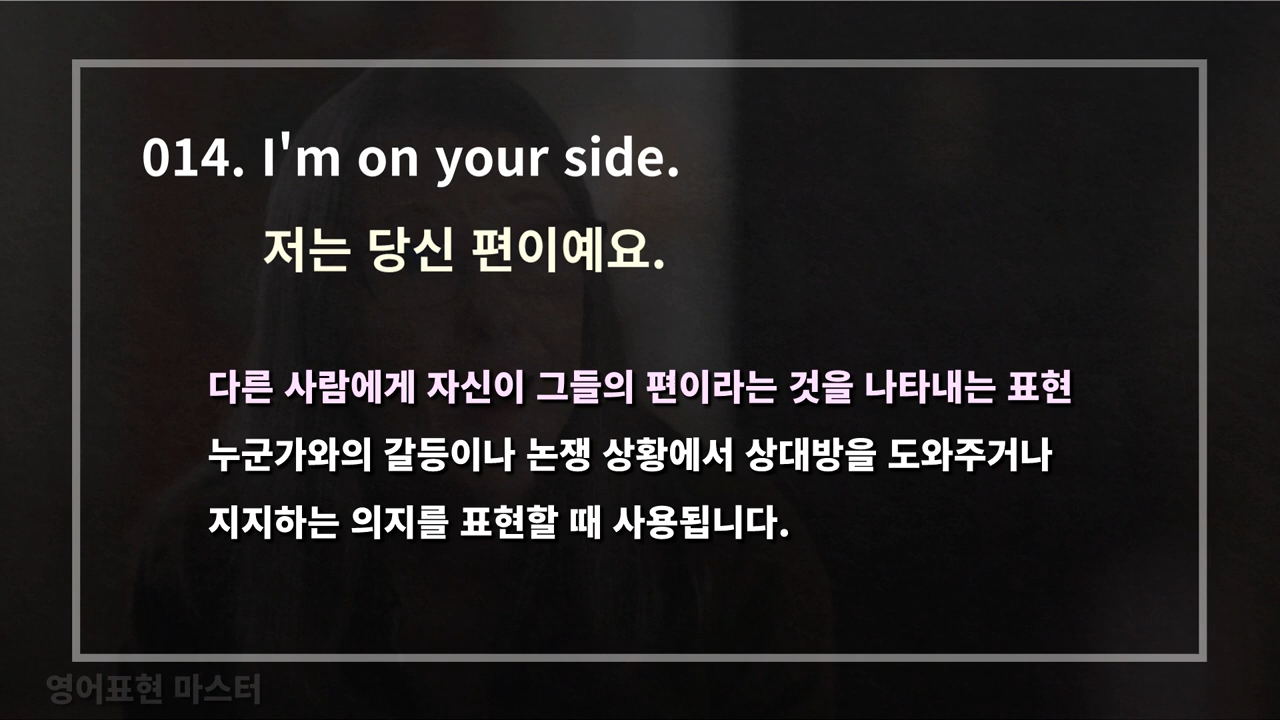 014. I'm on your side.
저는 당신 편이예요.
다른 사람에게 자신이 그들의 편이라는 것을 나타내는 표현
누군가와의 갈등이나 논쟁 상황에서 상대방을 도와주거나
지지하는 의지를 표현할 때 사용됩니다.
영어표현 마스터